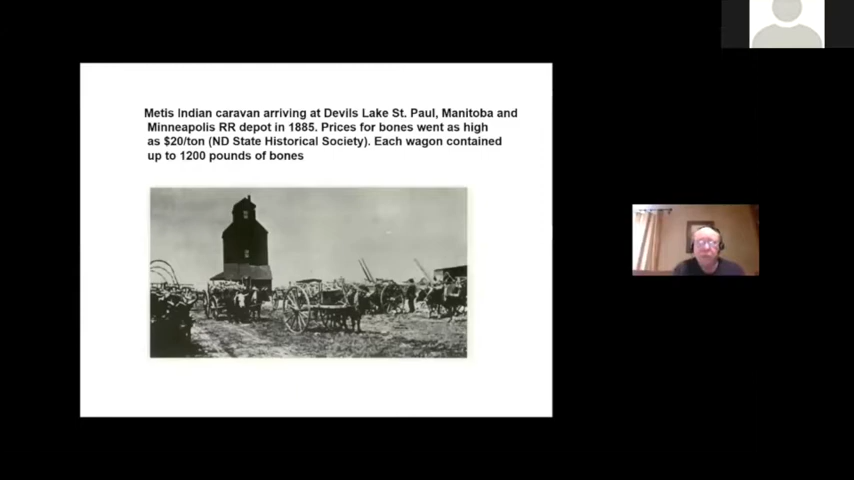 Metis Indian caravan arriving at Devils Lake St. Paul, Manitoba and
Minneapolis RR depot in 1885. Prices for bones went as high
as $20/ton (ND State Historical Society). Each wagon contained
up to 1200 pounds of bones